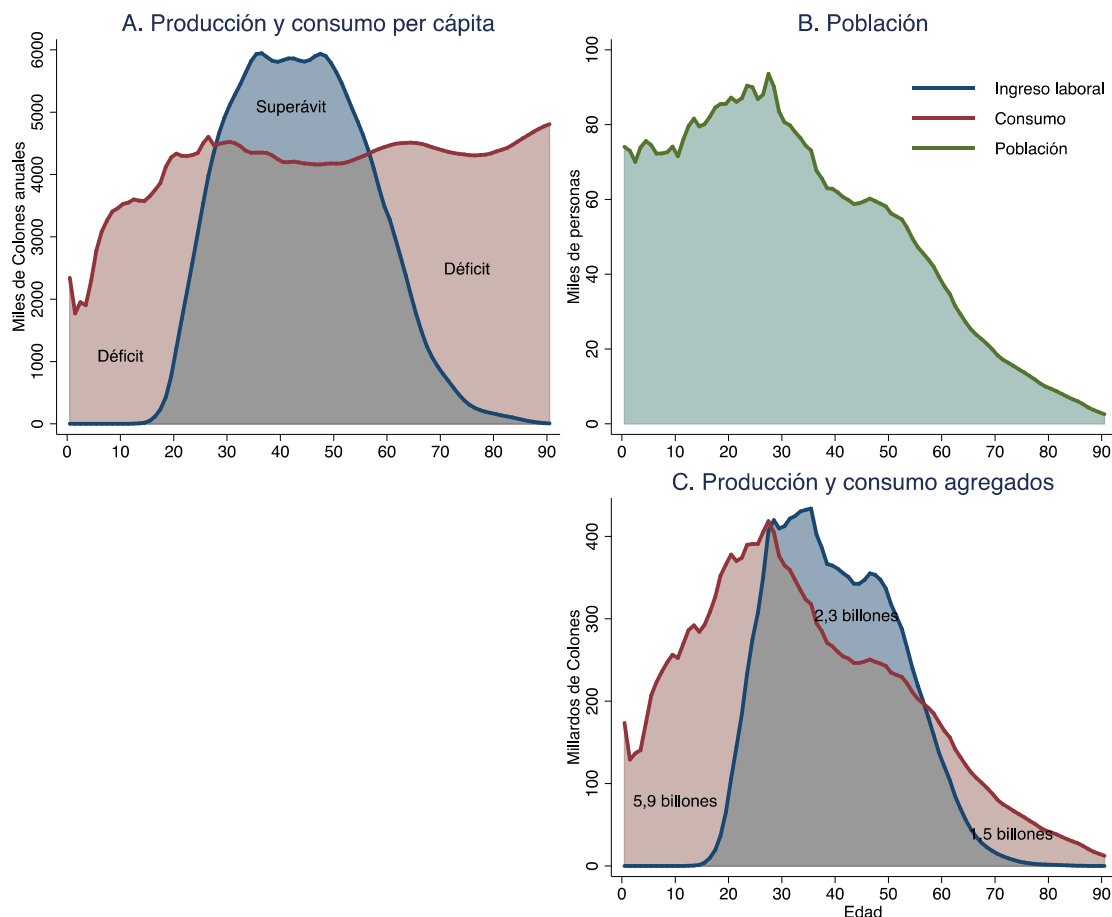 A. Producción y consumo per cápita
Miles de Colones anuales
6000
5000
4000
3000
2000
1000
0
Superávit
Déficit
Déficit
0 10 20 30 40 50 60 70 80 90
B. Población
Miles de personas
100
80
60
40
20
0
Ingreso laboral
Consumo
Población
0 10 20 30 40 50 60 70 80 90
C. Producción y consumo agregados
Millardos de Colones
400
300
200
100
0
2,3 billones
5,9 billones
1,5 billones
0 10 20 30 40 50 60 70 80 90
Edad